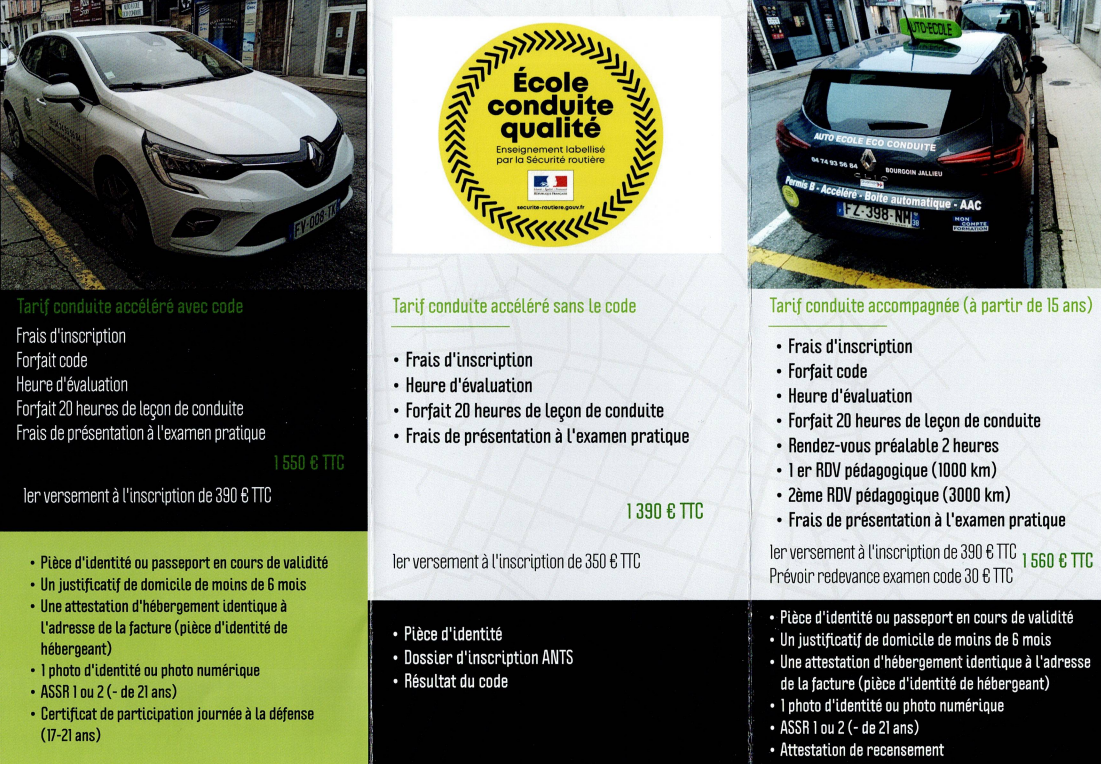 FY-008-TX
Tarif conduite accéléré avec code
Frais d'inscription
Forfait code
Heure d'évaluation
Forfait 20 heures de leçon de conduite
Frais de présentation à l'examen pratique
1 550 € TTC
1er versement à l'inscription de 390 € TTC
• Pièce d'identité ou passeport en cours de validité
• Un justificatif de domicile de moins de 6 mois
• Une attestation d'hébergement identique à
l'adresse de la facture (pièce d'identité de
hébergeant)
• 1 photo d'identité ou photo numérique
• ASSR 1 ou 2 (- de 21 ans)
• Certificat de participation journée à la défense
(17-21 ans)
École
conduite
qualité
Enseignement labellisé
par la Sécurité routière
securite-routiere.gouv.fr
Tarif conduite accéléré sans le code
• Frais d'inscription
• Heure d'évaluation
• Forfait 20 heures de leçon de conduite
• Frais de présentation à l'examen pratique
1 390 € TTC
1er versement à l'inscription de 350 € TTC
• Pièce d'identité
• Dossier d'inscription ANTS
• Résultat du code
AUTO-ECOLE
AUTO ECOLE ECO CONDUITE
04 74 93 56 84
BOURGOIN JALLIEU
CLIO
Permis B - Accéléré - Boite automatique - AAC
FZ-398-NH
38
MON
COMPTE
FORMATION
Tarif conduite accompagnée (à partir de 15 ans)
• Frais d'inscription
• Forfait code
• Heure d'évaluation
• Forfait 20 heures de leçon de conduite
• Rendez-vous préalable 2 heures
• 1 er RDV pédagogique (1000 km)
• 2ème RDV pédagogique (3000 km)
• Frais de présentation à l'examen pratique
1er versement à l'inscription de 390 € TTC
1 560 € TTC
Prévoir redevance examen code 30 € TTC
• Pièce d'identité ou passeport en cours de validité
• Un justificatif de domicile de moins de 6 mois
• Une attestation d'hébergement identique à l'adresse
de la facture (pièce d'identité de hébergeant)
• 1 photo d'identité ou photo numérique
• ASSR 1 ou 2 (- de 21 ans)
• Attestation de recensement